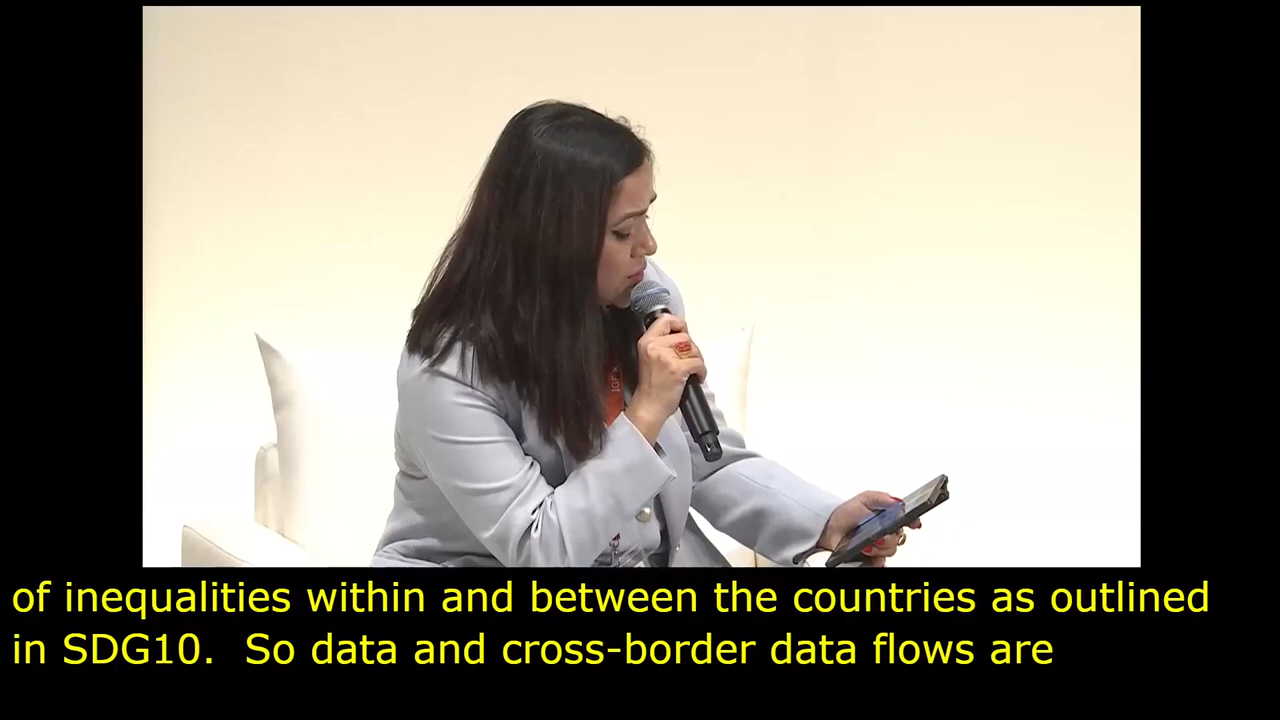 IGF
of inequalities within and between the countries as outlined
in SDG10.  So data and cross-border data flows are